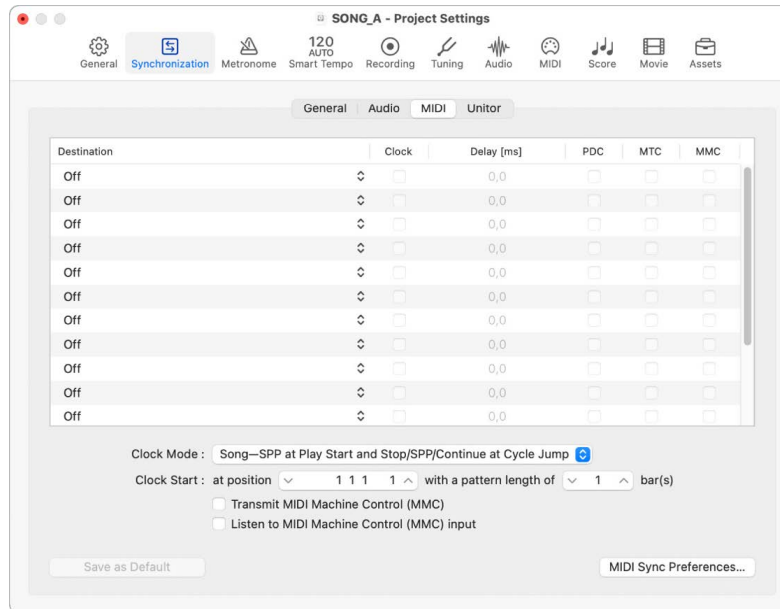 SONG_A - Project Settings
General Synchronization Metronome 120 AUTO Smart Tempo Recording Tuning Audio MIDI Score Movie Assets
General Audio MIDI Unitor
Destination Clock Delay [ms] PDC MTC MMC
Off 0,0
Off 0,0
Off 0,0
Off 0,0
Off 0,0
Off 0,0
Off 0,0
Off 0,0
Off 0,0
Off 0,0
Off 0,0
Clock Mode : Song—SPP at Play Start and Stop/SPP/Continue at Cycle Jump
Clock Start : at position 1 1 1 1 with a pattern length of 1 bar(s)
Transmit MIDI Machine Control (MMC)
Listen to MIDI Machine Control (MMC) input
Save as Default MIDI Sync Preferences...